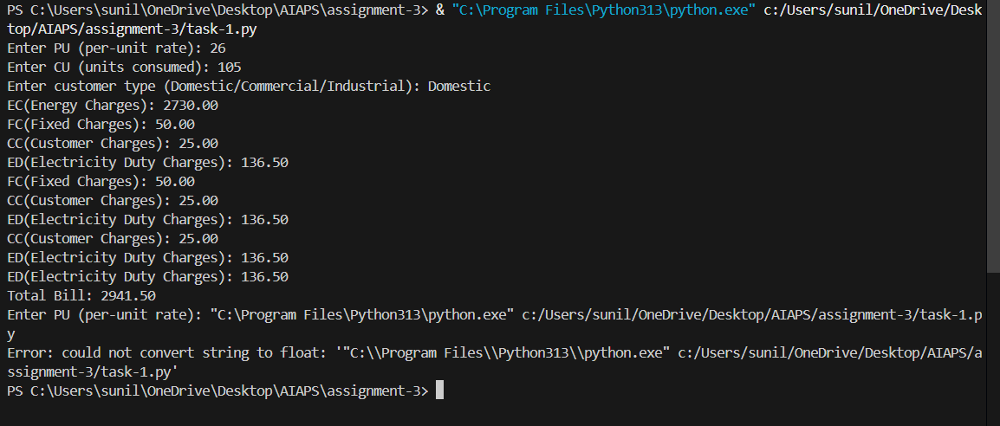 PS C:\Users\sunil\OneDrive\Desktop\AIAPS\assignment-3> & "C:\Program Files\Python313\python.exe" c:/Users/sunil/OneDrive/Desk
top/AIAPS/assignment-3/task-1.py
Enter PU (per-unit rate): 26
Enter CU (units consumed): 105
Enter customer type (Domestic/Commercial/Industrial): Domestic
EC(Energy Charges): 2730.00
FC(Fixed Charges): 50.00
CC(Customer Charges): 25.00
ED(Electricity Duty Charges): 136.50
FC(Fixed Charges): 50.00
CC(Customer Charges): 25.00
ED(Electricity Duty Charges): 136.50
CC(Customer Charges): 25.00
ED(Electricity Duty Charges): 136.50
ED(Electricity Duty Charges): 136.50
Total Bill: 2941.50
Enter PU (per-unit rate): "C:\Program Files\Python313\python.exe" c:/Users/sunil/OneDrive/Desktop/AIAPS/assignment-3/task-1.p
y
Error: could not convert string to float: '"C:\\Program Files\\Python313\\python.exe" c:/Users/sunil/OneDrive/Desktop/AIAPS/a
ssignment-3/task-1.py'
PS C:\Users\sunil\OneDrive\Desktop\AIAPS\assignment-3>